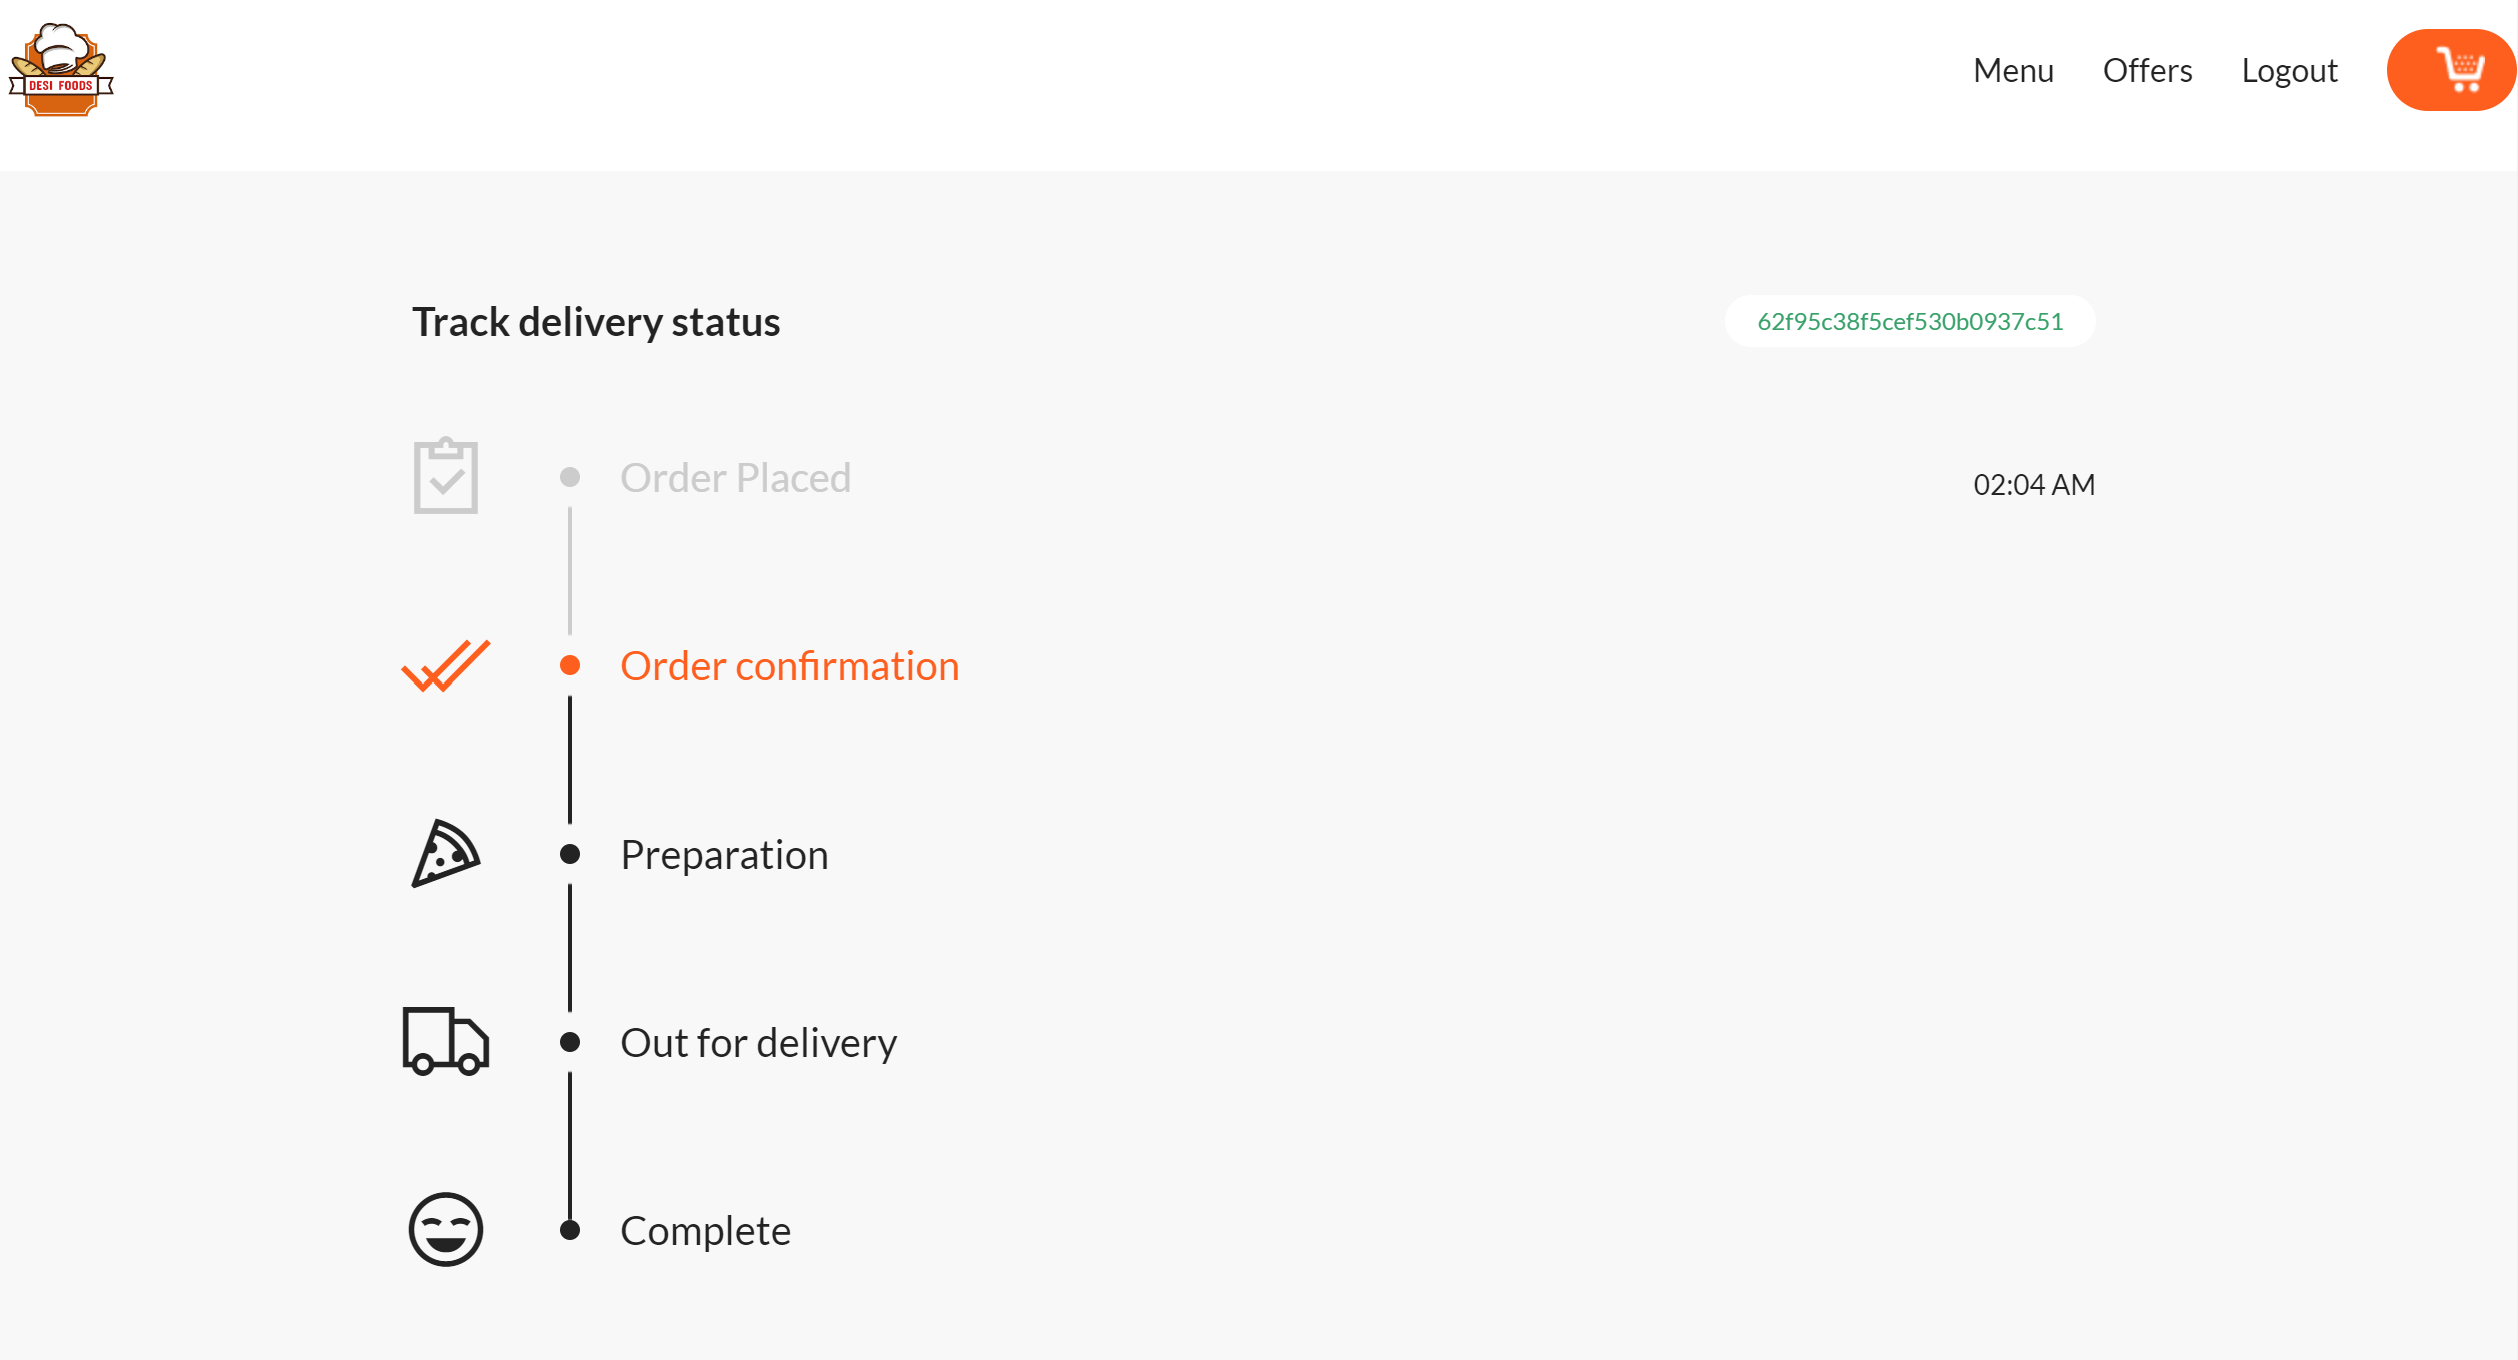 DESI FOODS
Menu Offers Logout
Track delivery status
62f95c38f5cef530b0937c51
Order Placed
02:04 AM
Order confirmation
Preparation
Out for delivery
Complete